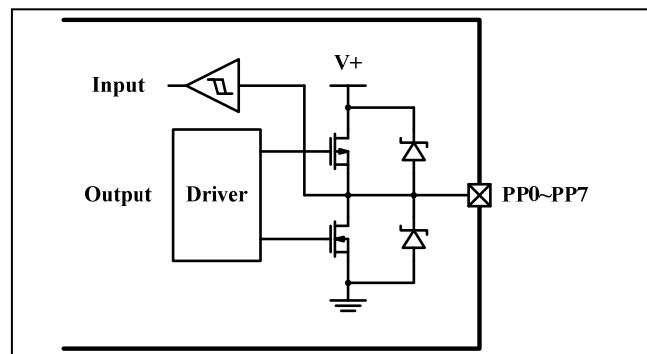 V+
Input
Output
Driver
PP0~PP7